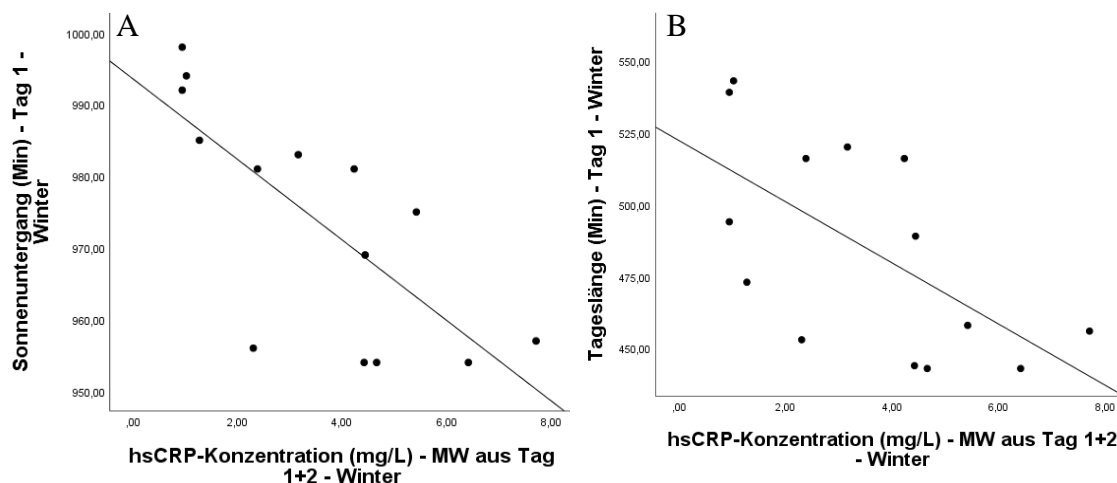 A
Sonnenuntergang (Min) - Tag 1 -
Winter
1000,00
990,00
980,00
970,00
960,00
950,00
,00
2,00
4,00
6,00
8,00
hsCRP-Konzentration (mg/L) - MW aus Tag
1+2 - Winter
B
Tageslänge (Min) - Tag 1 - Winter
550,00
525,00
500,00
475,00
450,00
,00
2,00
4,00
6,00
8,00
hsCRP-Konzentration (mg/L) - MW aus Tag 1+2
- Winter